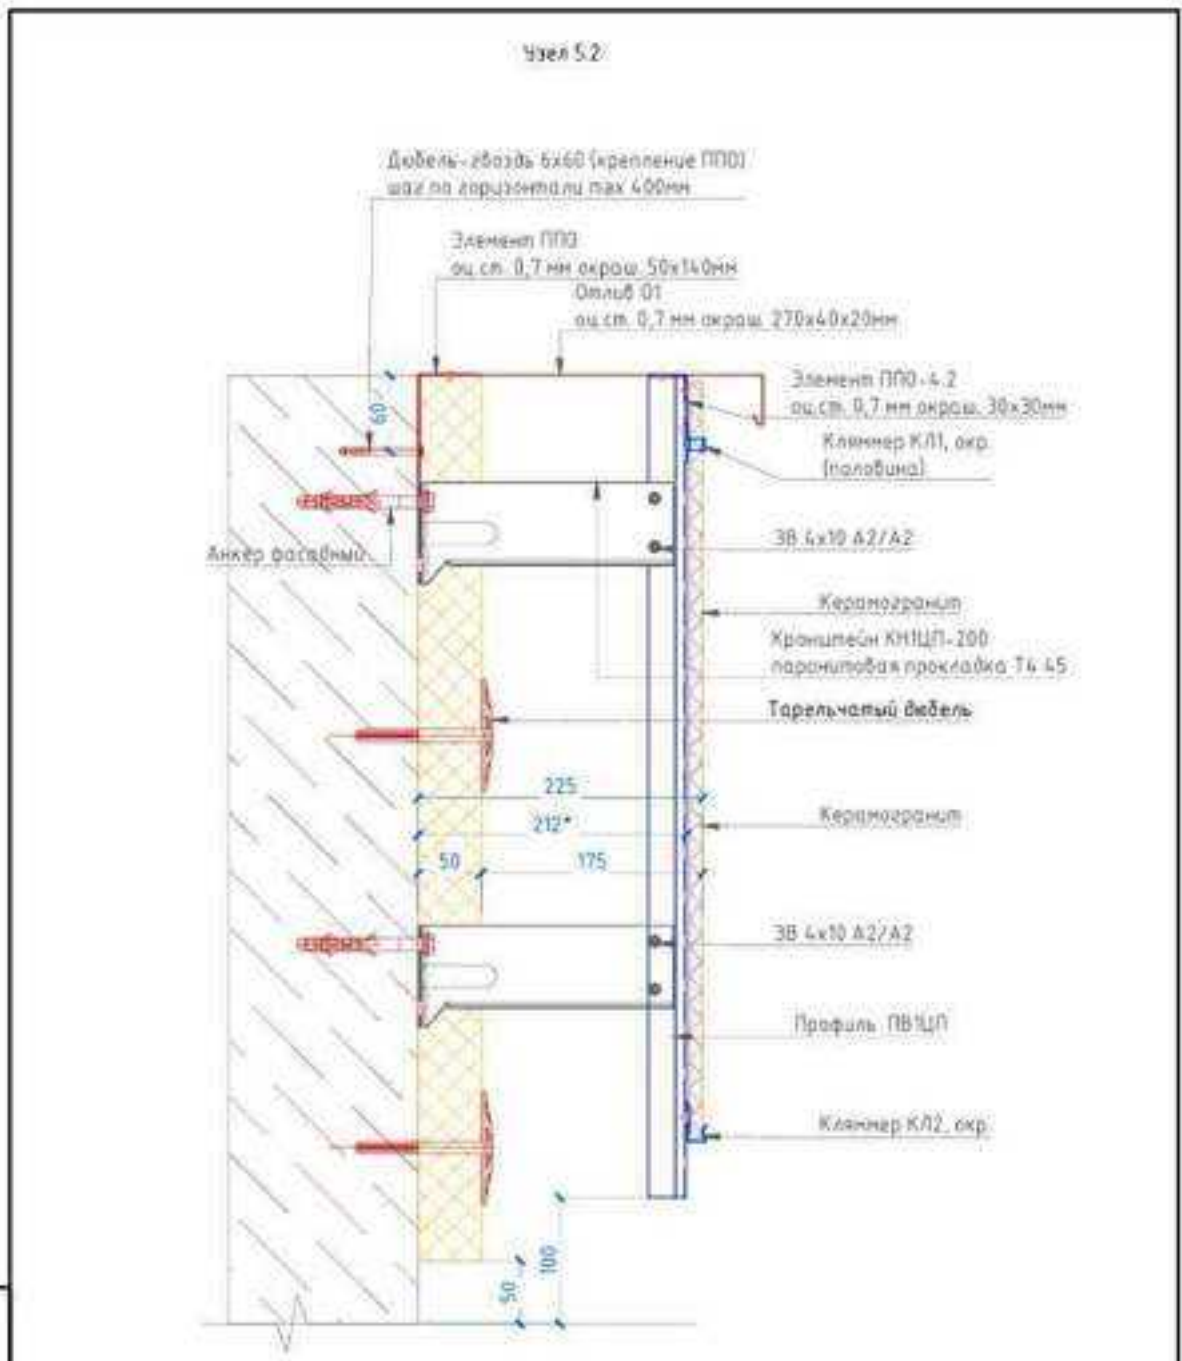 Узел 5.2
Дюбель-гвоздь 6х60 (крепление ППО)
шаг по горизонтали max 400мм
Элемент ППО
оц.ст. 0,7 мм окраш. 50х140мм
Отлив О1
оц.ст. 0,7 мм окраш. 270х40х20мм
Элемент ППО-4.2
оц.ст. 0,7 мм окраш. 30х30мм
60
Кляммер КЛ1, окр.
(половина)
Анкер фасадный
ЗВ 4х10 А2/А2
Керамогранит
Кронштейн КН1ЦП-200
паронитовая прокладка Т4 45
Тарельчатый дюбель
225
212*
Керамогранит
50
175
ЗВ 4х10 А2/А2
Профиль ПВ1ЦП
Кляммер КЛ2, окр.
100
50